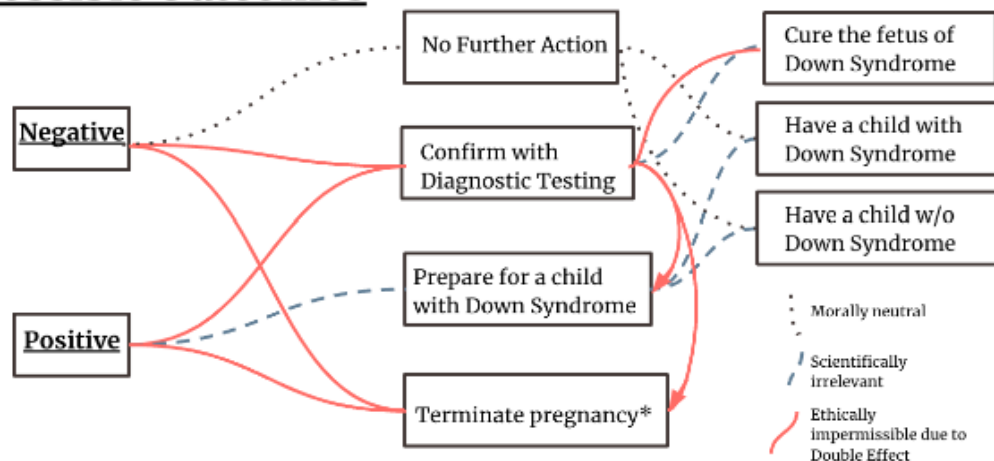 No Further Action
Cure the fetus of
Down Syndrome
Negative
Confirm with
Diagnostic Testing
Have a child with
Down Syndrome
Have a child w/o
Down Syndrome
Prepare for a child
with Down Syndrome
Positive
Terminate pregnancy*
Morally neutral
Scientifically
irrelevant
Ethically
impermissible due to
Double Effect